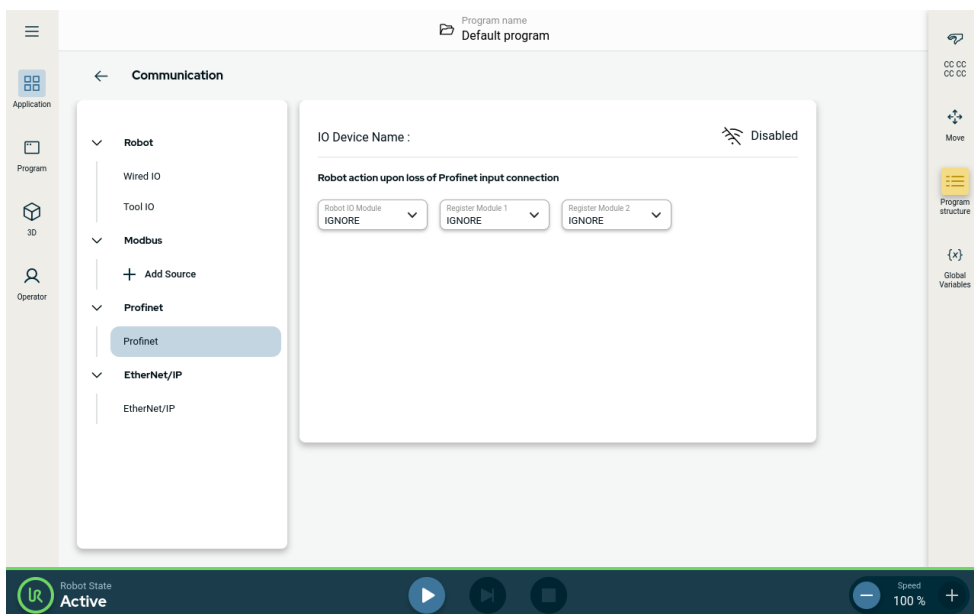 Program name
Default program
Application
Program
3D
Operator
Communication
Robot
Wired IO
Tool IO
Modbus
Add Source
Profinet
Profinet
EtherNet/IP
EtherNet/IP
IO Device Name :
Disabled
Robot action upon loss of Profinet input connection
Robot IO Module
IGNORE
Register Module 1
IGNORE
Register Module 2
IGNORE
CC CC
CC CC
Move
Program
structure
{x}
Global
Variables
UR
Robot State
Active
Speed
100 %